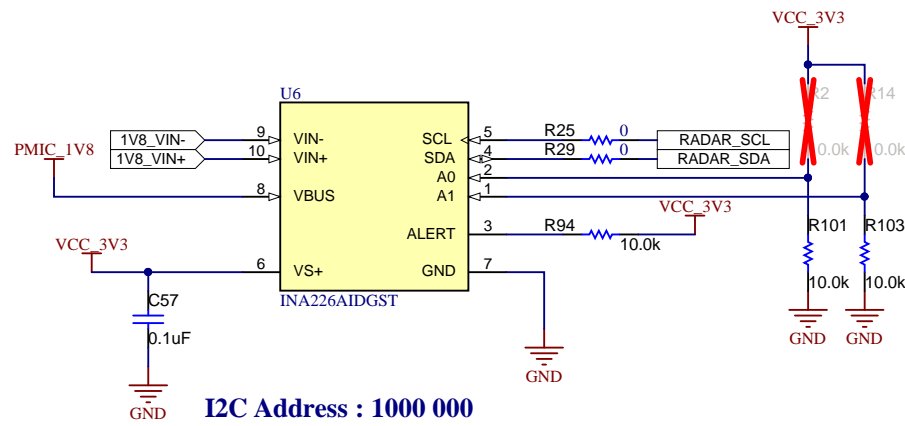 VCC_3V3
U6
R2
R14
1V8_VIN-
9
VIN-
SCL
5
R25
0
RADAR_SCL
PMIC_1V8
1V8_VIN+
10
VIN+
SDA
4
R29
0
RADAR_SDA
10.0k
10.0k
A0
2
8
VBUS
A1
1
VCC_3V3
R101
R103
ALERT
3
R94
10.0k
VCC_3V3
6
VS+
GND
7
10.0k
10.0k
INA226AIDGST
C57
0.1uF
GND
GND
GND
GND
I2C Address : 1000 000